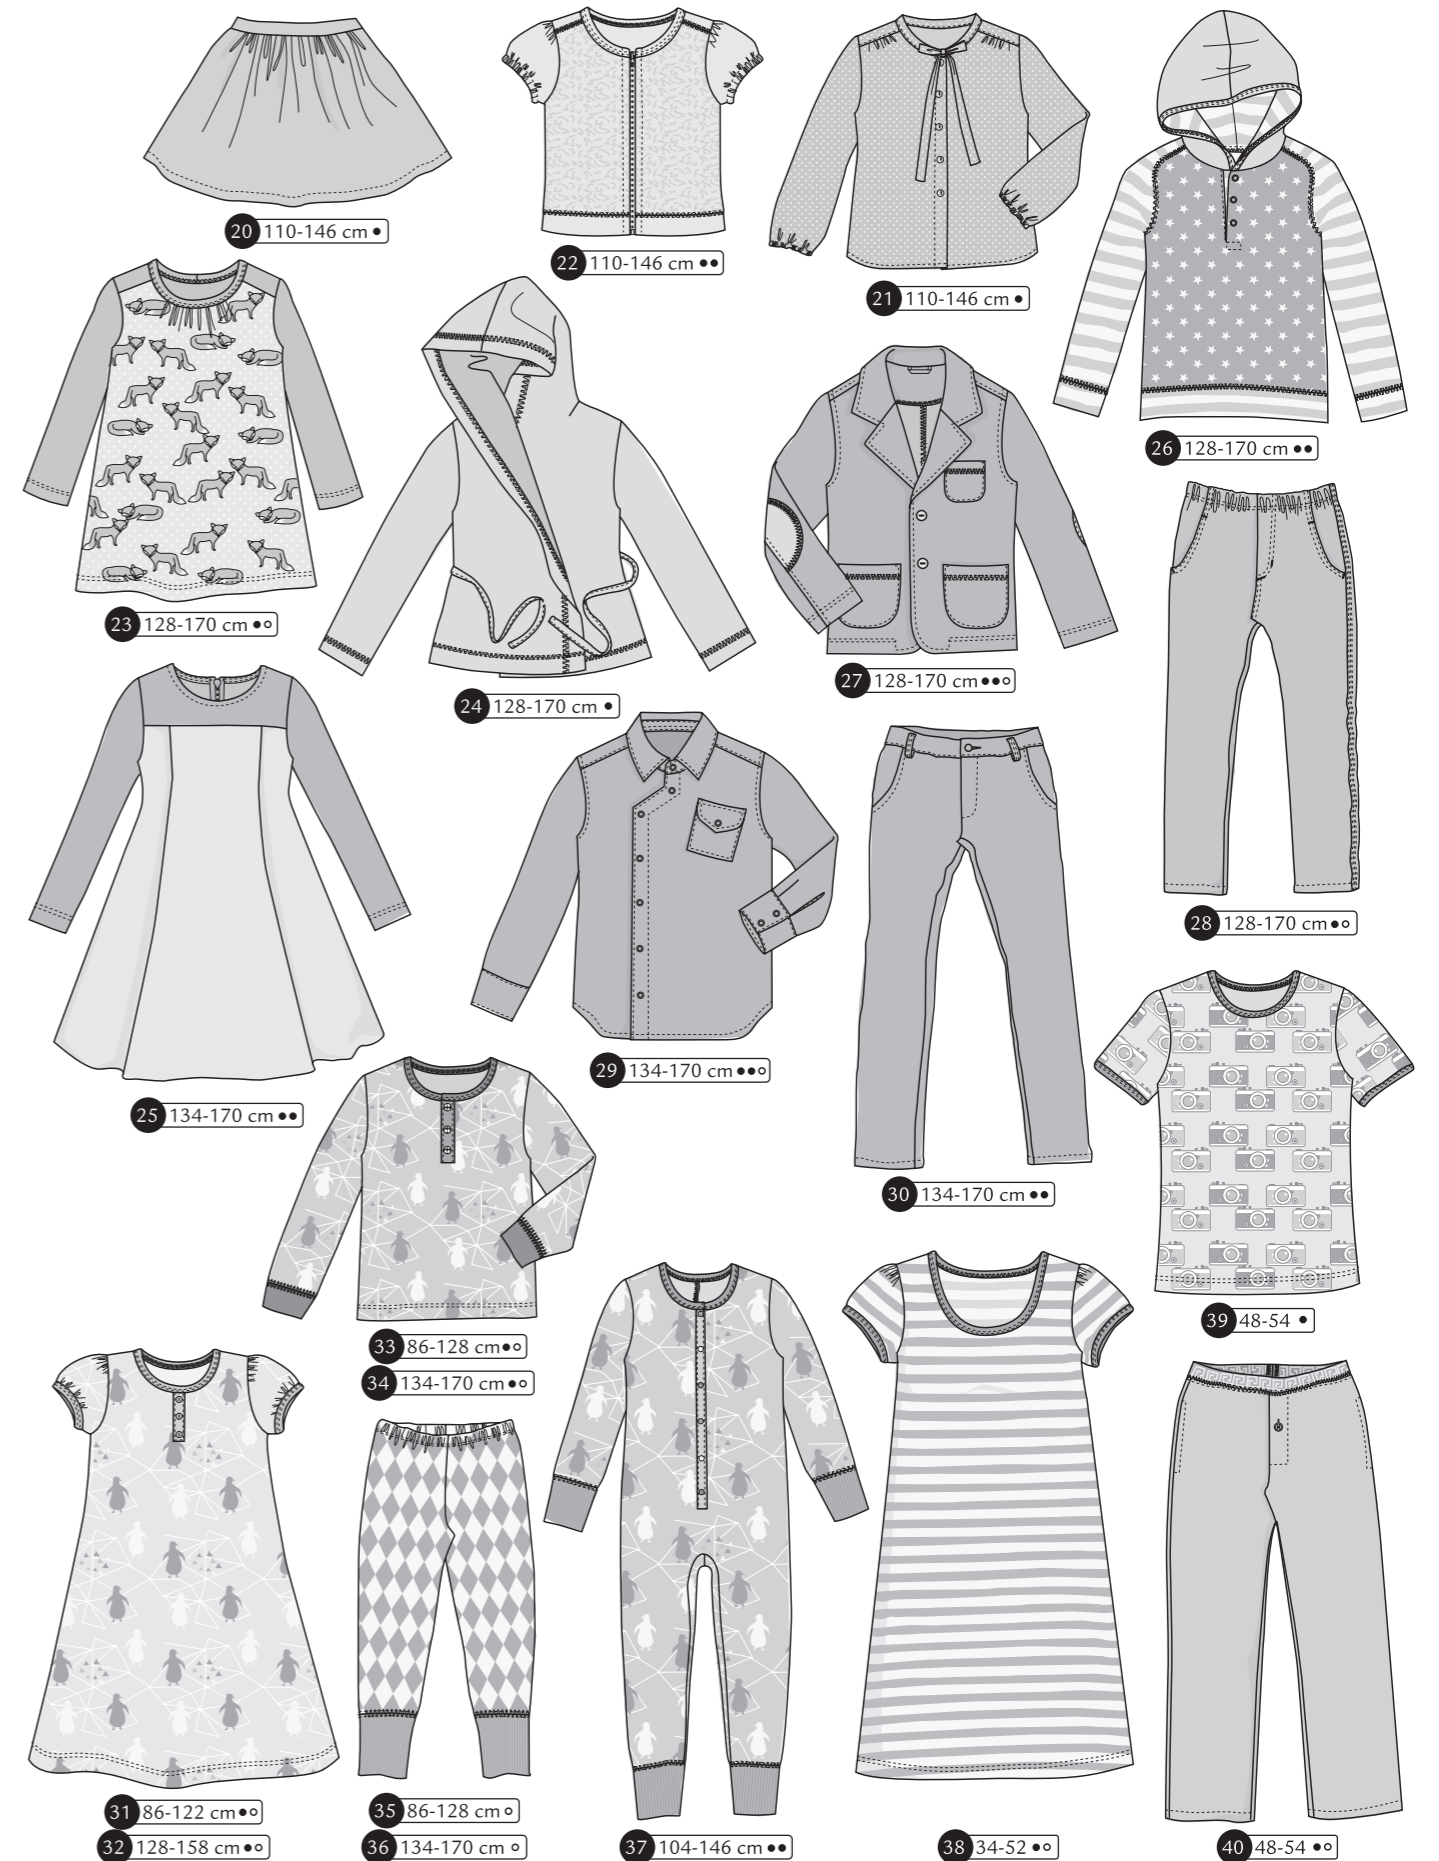 20 110-146 cm ●
22 110-146 cm ●●
21 110-146 cm ●
26 128-170 cm ●●
23 128-170 cm ●○
24 128-170 cm ●
27 128-170 cm ●●○
28 128-170 cm ●○
25 134-170 cm ●●
29 134-170 cm ●●○
30 134-170 cm ●●
33 86-128 cm ●○
34 134-170 cm ●○
39 48-54 ●
31 86-122 cm ●○
32 128-158 cm ●○
35 86-128 cm ○
36 134-170 cm ○
37 104-146 cm ●●
38 34-52 ●○
40 48-54 ●○